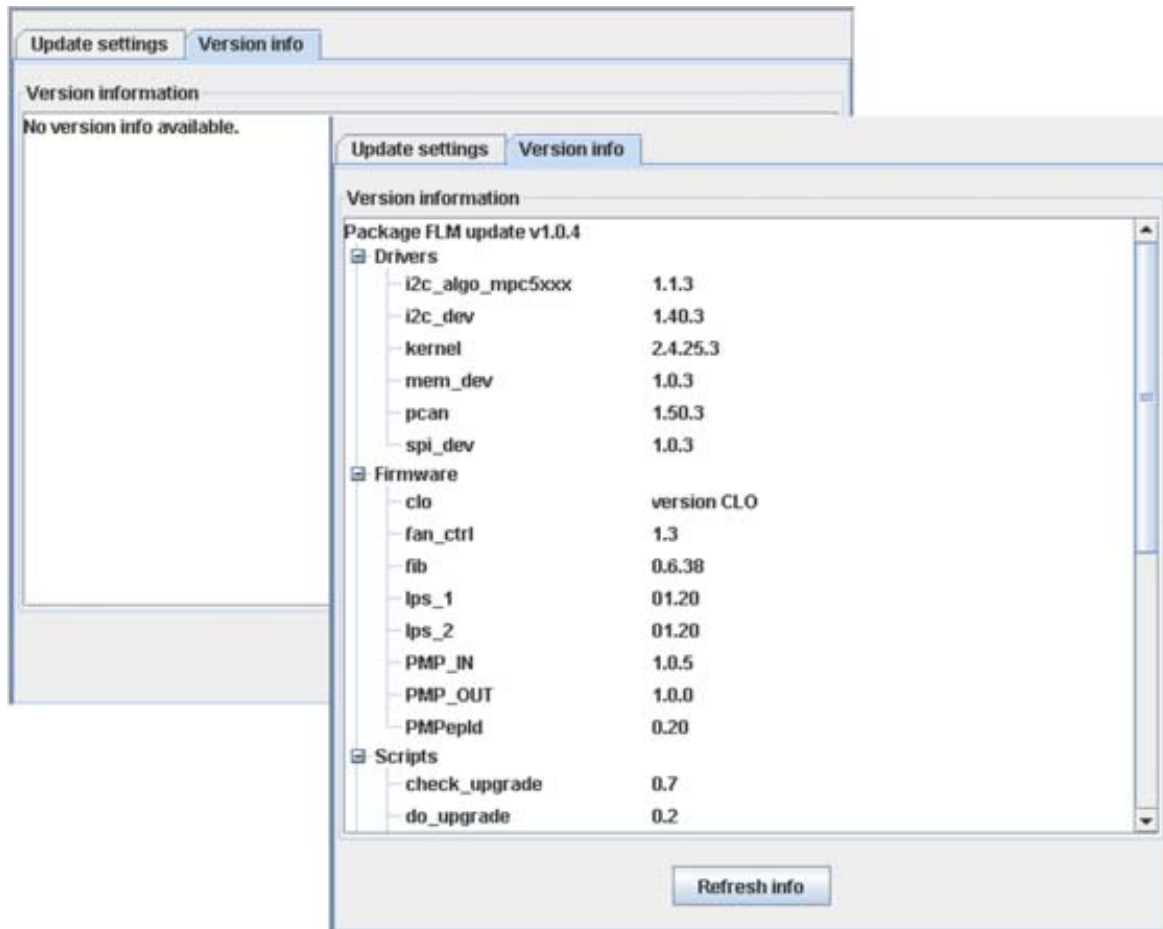 Update settings Version info
Version information
No version info available.
Update settings Version info
Version information
Package FLM update v1.0.4
Drivers
i2c_algo_mpc5xxx 1.1.3
i2c_dev 1.40.3
kernel 2.4.25.3
mem_dev 1.0.3
pcan 1.50.3
spi_dev 1.0.3
Firmware
clo version CLO
fan_ctrl 1.3
fib 0.6.38
lps_1 01.20
lps_2 01.20
PMP_IN 1.0.5
PMP_OUT 1.0.0
PMPepld 0.20
Scripts
check_upgrade 0.7
do_upgrade 0.2
Refresh info